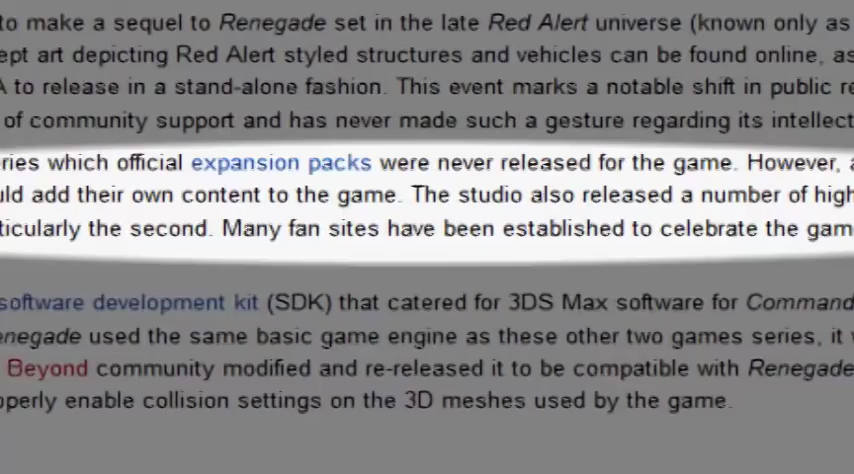 to make a sequel to Renegade set in the late Red Alert universe (known only as
ept art depicting Red Alert styled structures and vehicles can be found online, as
A to release in a stand-alone fashion. This event marks a notable shift in public re
of community support and has never made such a gesture regarding its intellect
ries which official expansion packs were never released for the game. However, a
uld add their own content to the game. The studio also released a number of high
ticularly the second. Many fan sites have been established to celebrate the gam
software development kit (SDK) that catered for 3DS Max software for Command
enegade used the same basic game engine as these other two games series, it w
Beyond community modified and re-released it to be compatible with Renegade
operly enable collision settings on the 3D meshes used by the game.